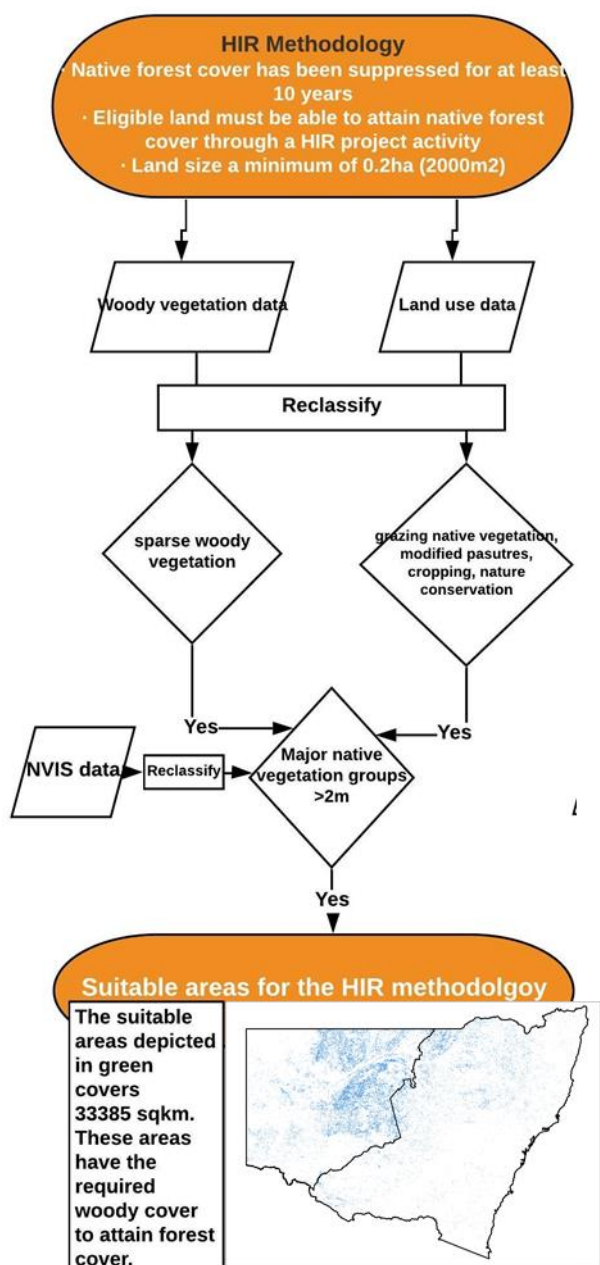 HIR Methodology
· Native forest cover has been suppressed for at least
10 years
· Eligible land must be able to attain native forest
cover through a HIR project activity
· Land size a minimum of 0.2ha (2000m2)
Woody vegetation data
Land use data
Reclassify
sparse woody
vegetation
grazing native vegetation,
modified pasutres,
cropping, nature
conservation
Yes
Yes
NVIS data
Reclassify
Major native
vegetation groups
>2m
Yes
Suitable areas for the HIR methodolgoy
The suitable
areas depicted
in green
covers
33385 sqkm.
These areas
have the
required
woody cover
to attain forest
cover.